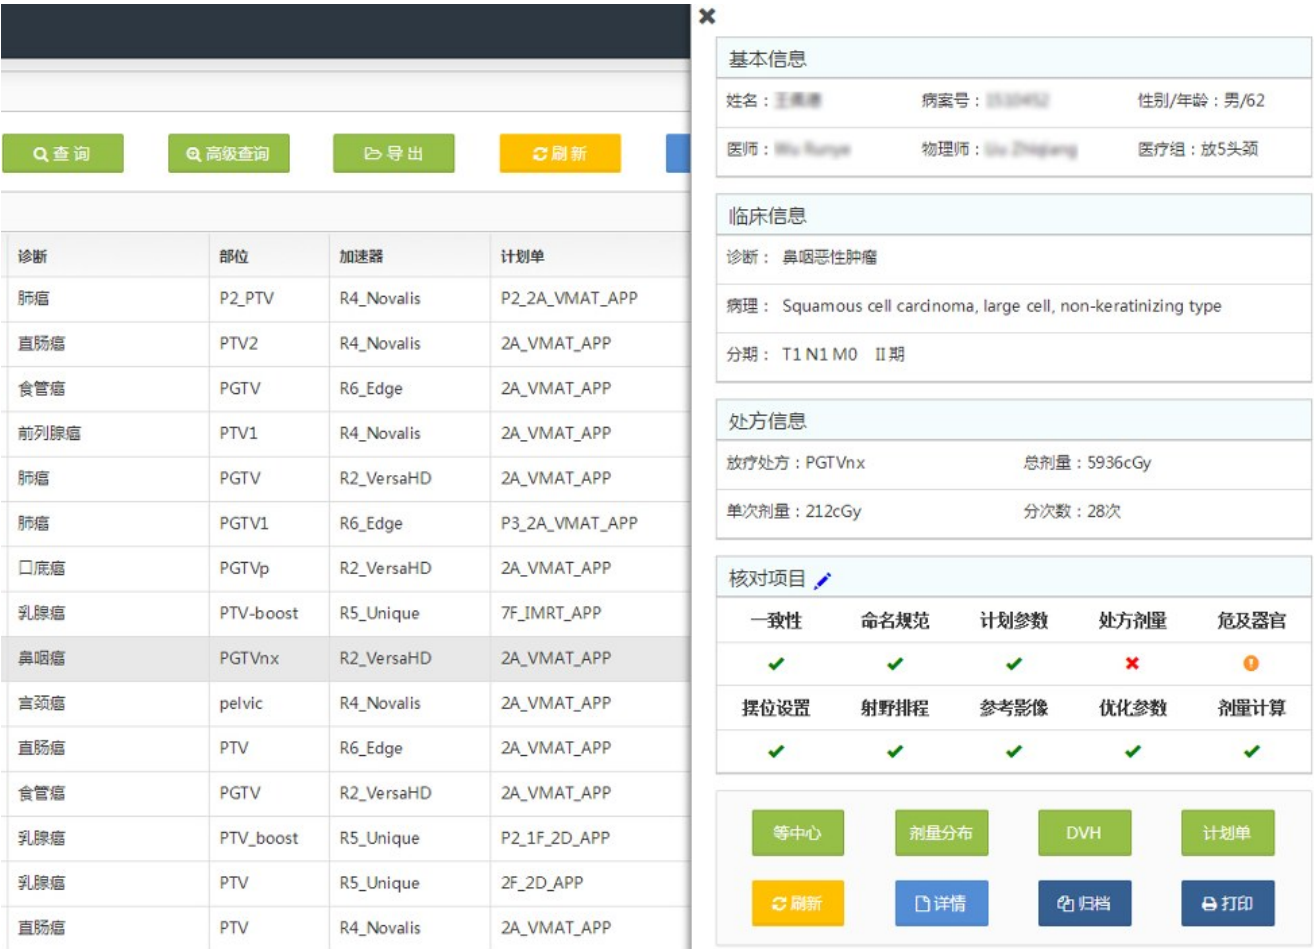 查询 高级查询 导出 刷新
诊断 部位 加速器 计划单
肺癌 P2_PTV R4_Novalis P2_2A_VMAT_APP
直肠癌 PTV2 R4_Novalis 2A_VMAT_APP
食管癌 PGTV R6_Edge 2A_VMAT_APP
前列腺癌 PTV1 R4_Novalis 2A_VMAT_APP
肺癌 PGTV R2_VersaHD 2A_VMAT_APP
肺癌 PGTV1 R6_Edge P3_2A_VMAT_APP
口底癌 PGTVp R2_VersaHD 2A_VMAT_APP
乳腺癌 PTV-boost R5_Unique 7F_IMRT_APP
鼻咽癌 PGTVnx R2_VersaHD 2A_VMAT_APP
宫颈癌 pelvic R4_Novalis 2A_VMAT_APP
直肠癌 PTV R6_Edge 2A_VMAT_APP
食管癌 PGTV R2_VersaHD 2A_VMAT_APP
乳腺癌 PTV_boost R5_Unique P2_1F_2D_APP
乳腺癌 PTV R5_Unique 2F_2D_APP
直肠癌 PTV R4_Novalis 2A_VMAT_APP
基本信息
姓名： 病案号： 性别/年龄：男/62
医师： 物理师： 医疗组：放5头颈
临床信息
诊断： 鼻咽恶性肿瘤
病理： Squamous cell carcinoma, large cell, non-keratinizing type
分期： T1 N1 M0 II期
处方信息
放疗处方：PGTVnx 总剂量：5936cGy
单次剂量：212cGy 分次数：28次
核对项目
一致性 命名规范 计划参数 处方剂量 危及器官
摆位设置 射野排程 参考影像 优化参数 剂量计算
等中心 剂量分布 DVH 计划单
刷新 详情 归档 打印